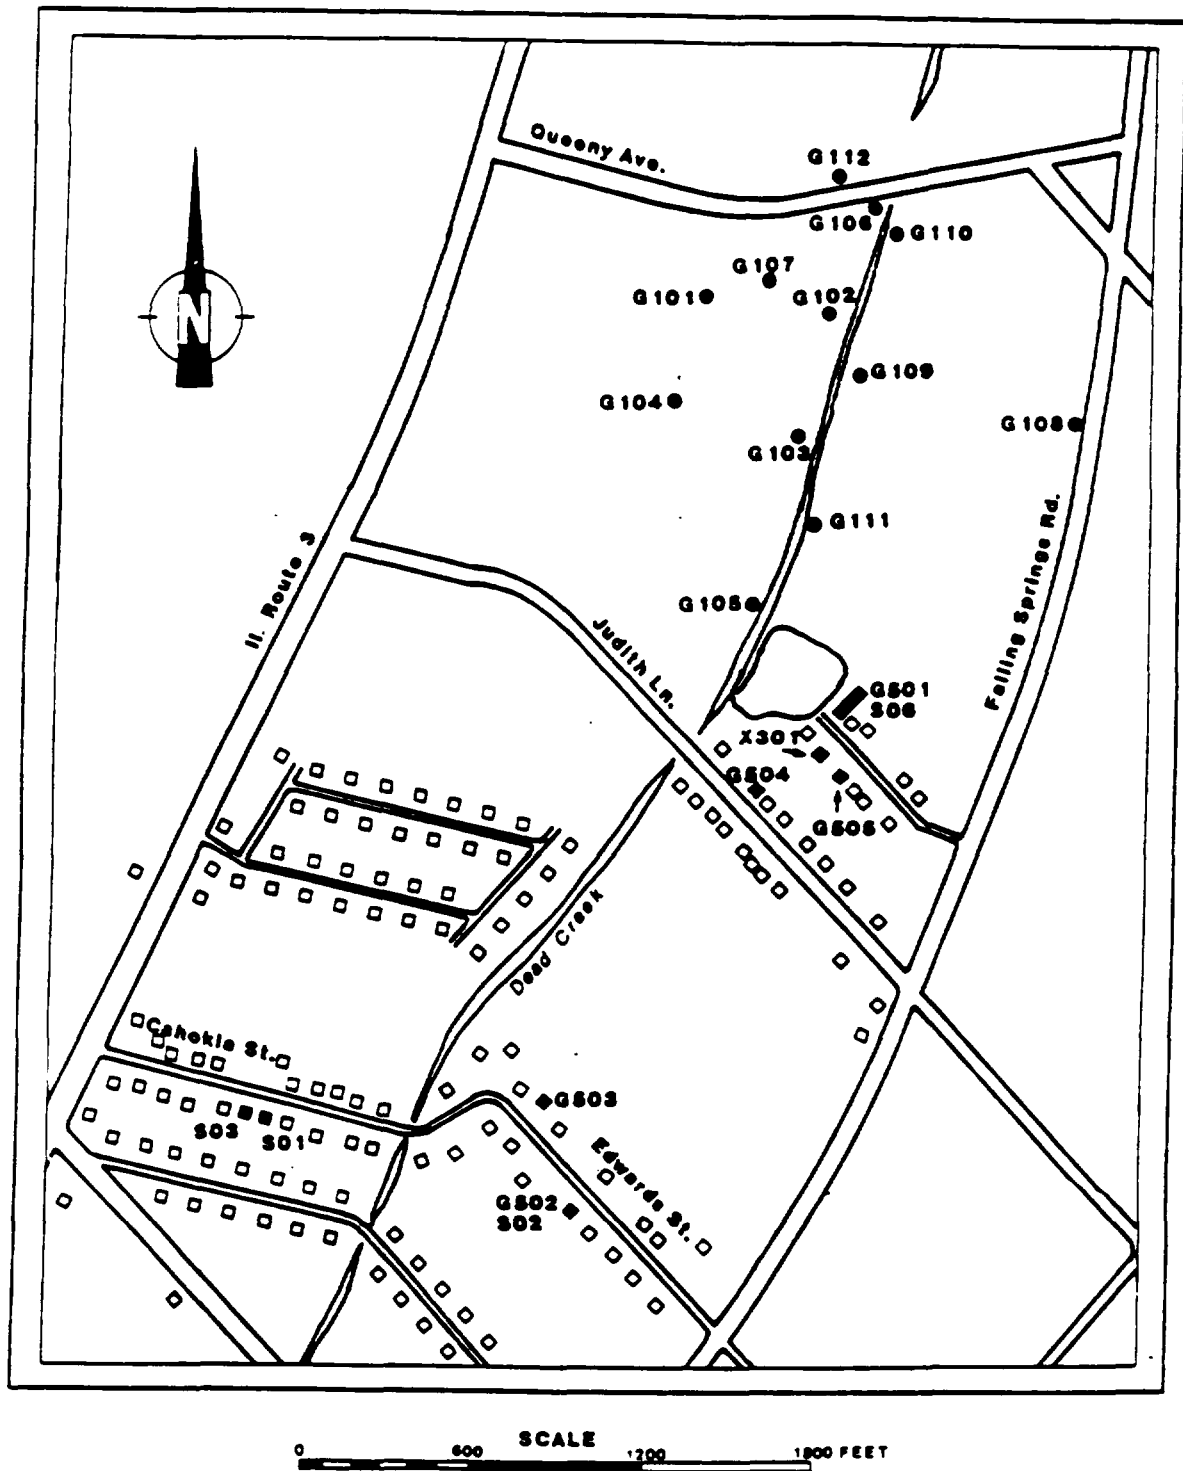 Queeny Ave.
G112
G106
G110
N
G107
G101
G102
G109
G104
G108
G103
G111
Il. Route 3
Falling Springs Rd.
G105
Judith Ln.
G501
S06
X301
G504
G505
Dead Creek
Cahokia St.
G503
S03
S01
Edwards St.
G502
S02
SCALE
0 600 1200 1800 FEET